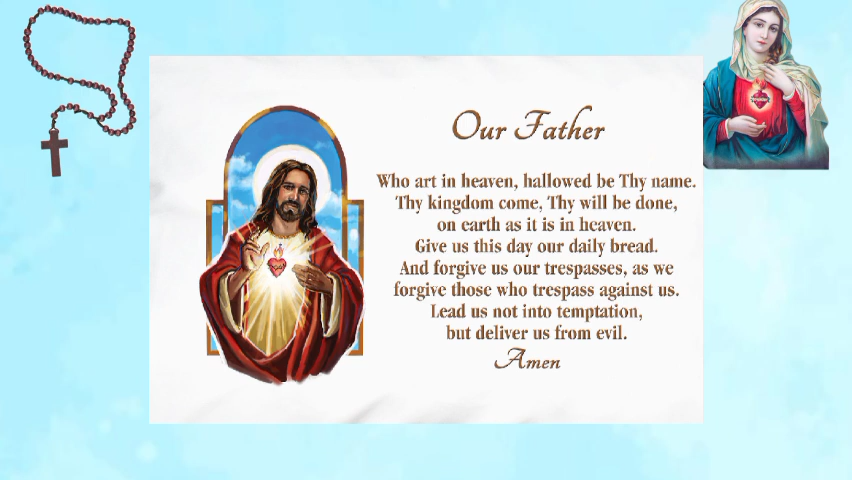 Our Father
Who art in heaven, hallowed be Thy name.
Thy kingdom come, Thy will be done,
on earth as it is in heaven.
Give us this day our daily bread.
And forgive us our trespasses, as we
forgive those who trespass against us.
Lead us not into temptation,
but deliver us from evil.
Amen